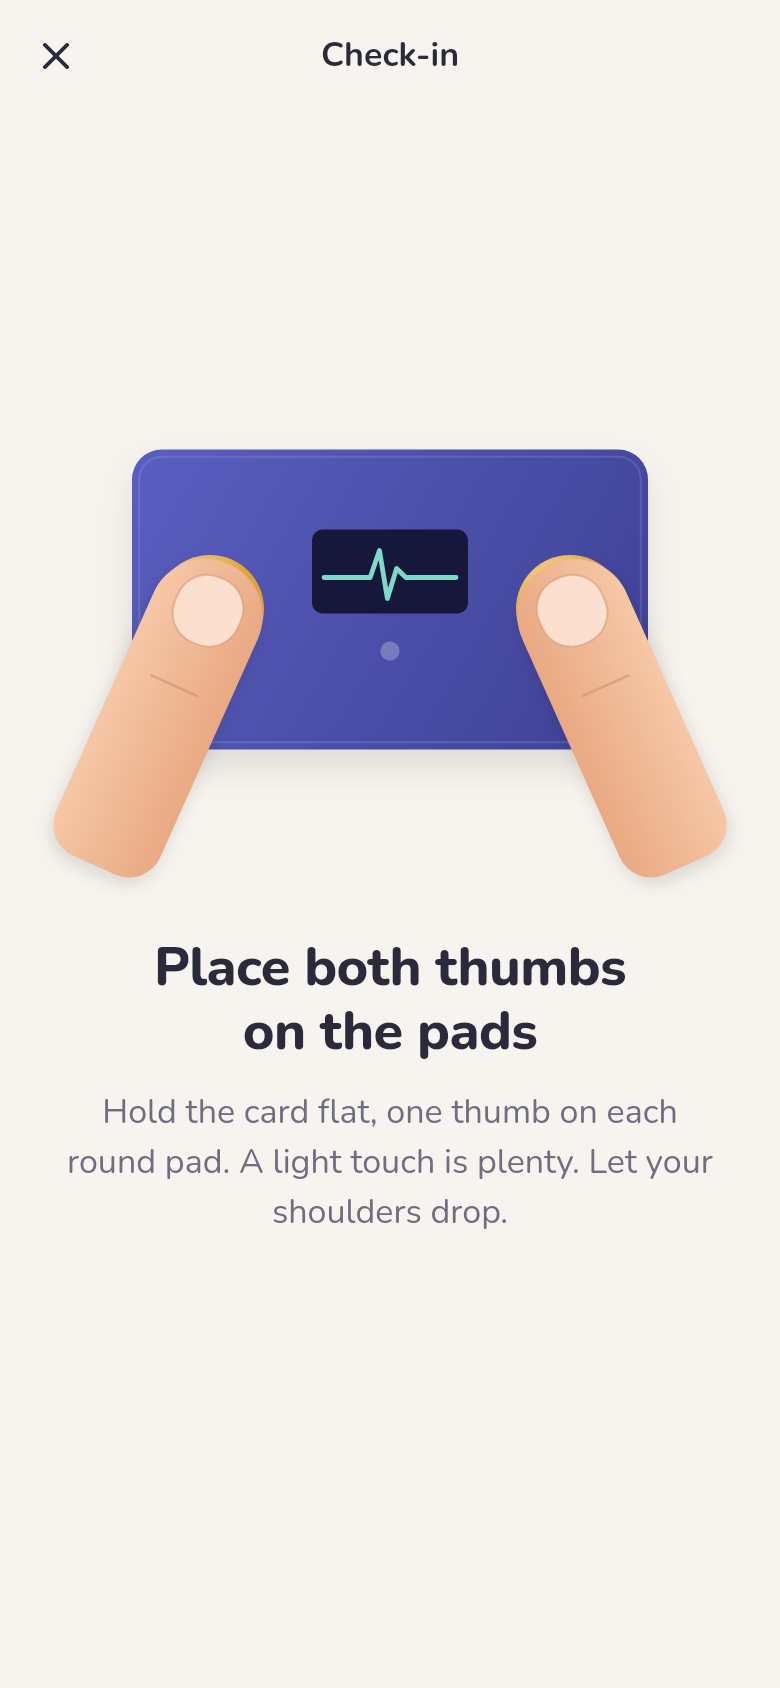 Check-in
Place both thumbs
on the pads
Hold the card flat, one thumb on each
round pad. A light touch is plenty. Let your
shoulders drop.